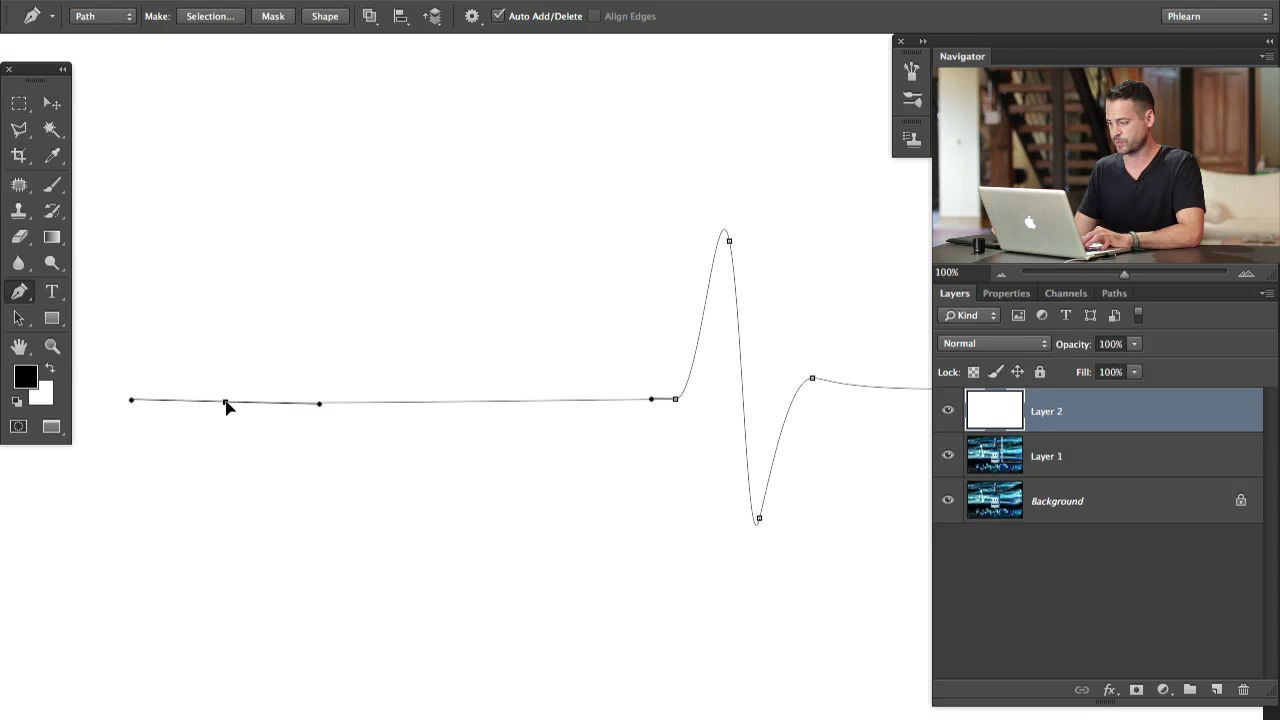 Path Make: Selection... Mask Shape Auto Add/Delete Align Edges Phlearn
Navigator
100%
Layers Properties Channels Paths
Kind T
Normal Opacity: 100%
Lock: Fill: 100%
Layer 2
Layer 1
Background
T
fx